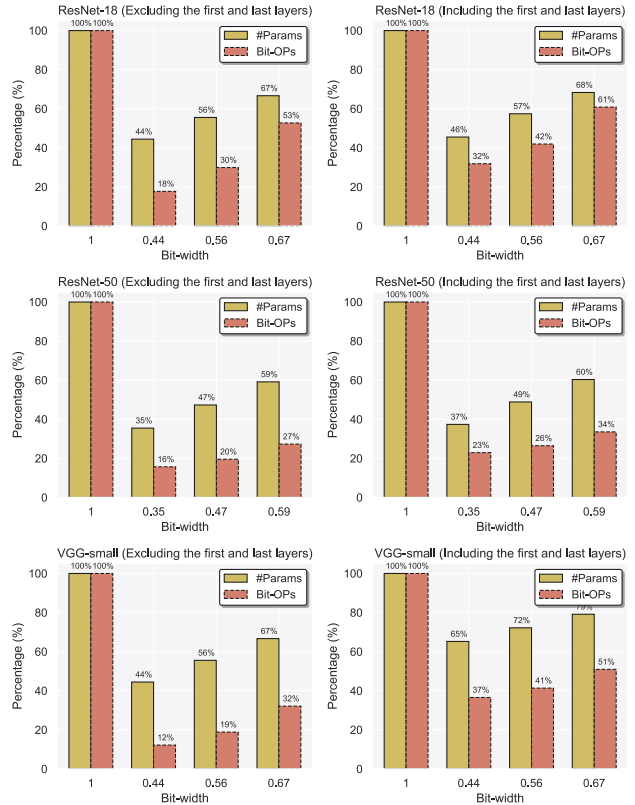 ResNet-18 (Excluding the first and last layers)
100% 100%
100
80
60
40
20
0
Percentage (%)
#Params
Bit-OPs
44%
18%
56%
30%
67%
53%
1 0.44 0.56 0.67
Bit-width
ResNet-18 (Including the first and last layers)
100% 100%
100
80
60
40
20
0
Percentage (%)
#Params
Bit-OPs
46%
32%
57%
42%
68%
61%
1 0.44 0.56 0.67
Bit-width
ResNet-50 (Excluding the first and last layers)
100% 100%
100
80
60
40
20
0
Percentage (%)
#Params
Bit-OPs
35%
16%
47%
20%
59%
27%
1 0.35 0.47 0.59
Bit-width
ResNet-50 (Including the first and last layers)
100% 100%
100
80
60
40
20
0
Percentage (%)
#Params
Bit-OPs
37%
23%
49%
26%
60%
34%
1 0.35 0.47 0.59
Bit-width
VGG-small (Excluding the first and last layers)
100% 100%
100
80
60
40
20
0
Percentage (%)
#Params
Bit-OPs
44%
12%
56%
19%
67%
32%
1 0.44 0.56 0.67
Bit-width
VGG-small (Including the first and last layers)
100% 100%
100
80
60
40
20
0
Percentage (%)
#Params
Bit-OPs
65%
37%
72%
41%
79%
51%
1 0.44 0.56 0.67
Bit-width